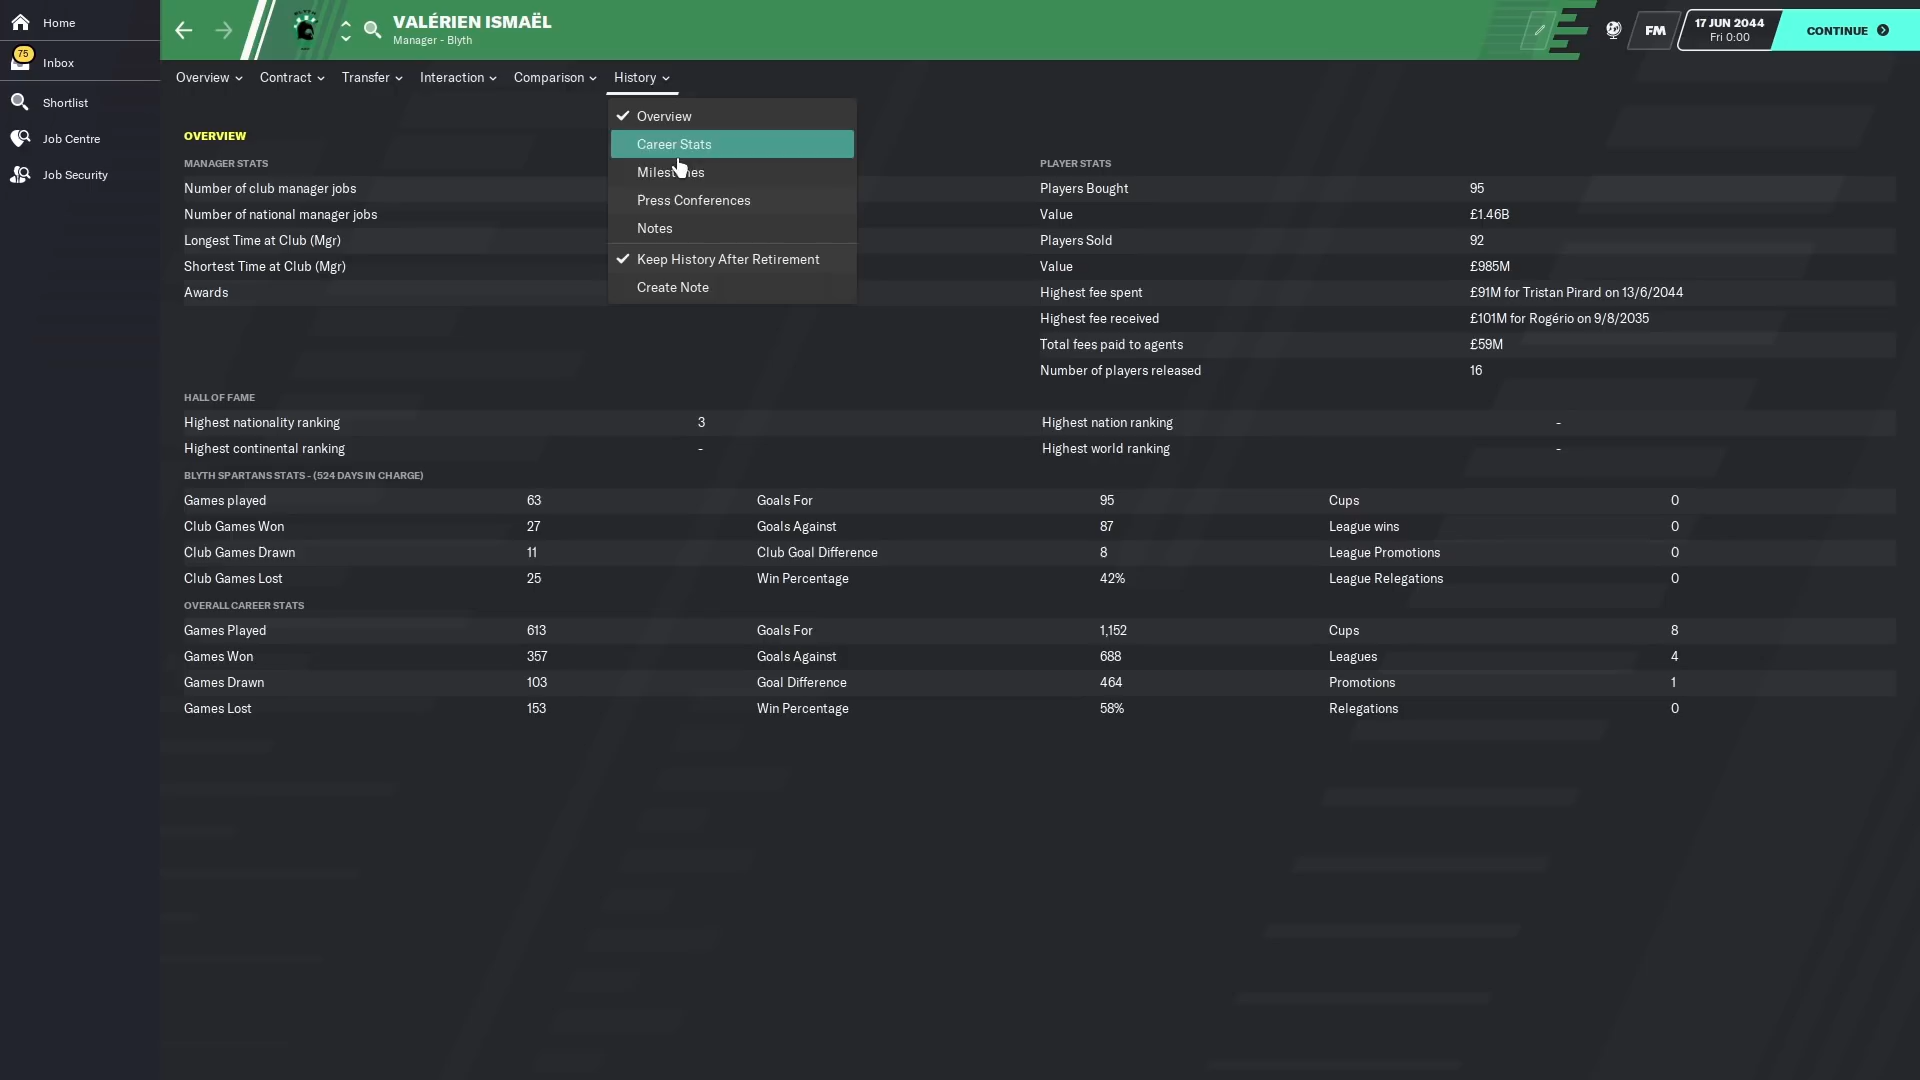 Home
VALÉRIEN ISMAËL
Manager - Blyth
FM
17 JUN 2044
Fri 0:00
CONTINUE
75
Inbox
Overview
Contract
Transfer
Interaction
Comparison
History
Shortlist
Job Centre
Job Security
Overview
Career Stats
Press Conferences
Notes
Keep History After Retirement
Create Note
OVERVIEW
MANAGER STATS
Number of club manager jobs
Number of national manager jobs
Longest Time at Club (Mgr)
Shortest Time at Club (Mgr)
Awards
PLAYER STATS
Players Bought 95
Value £1.46B
Players Sold 92
Value £985M
Highest fee spent £91M for Tristan Pirard on 13/6/2044
Highest fee received £101M for Rogério on 9/8/2035
Total fees paid to agents £59M
Number of players released 16
HALL OF FAME
Highest nationality ranking 3 Highest nation ranking -
Highest continental ranking - Highest world ranking -
BLYTH SPARTANS STATS - (524 DAYS IN CHARGE)
Games played 63 Goals For 95 Cups 0
Club Games Won 27 Goals Against 87 League wins 0
Club Games Drawn 11 Club Goal Difference 8 League Promotions 0
Club Games Lost 25 Win Percentage 42% League Relegations 0
OVERALL CAREER STATS
Games Played 613 Goals For 1,152 Cups 8
Games Won 357 Goals Against 688 Leagues 4
Games Drawn 103 Goal Difference 464 Promotions 1
Games Lost 153 Win Percentage 58% Relegations 0